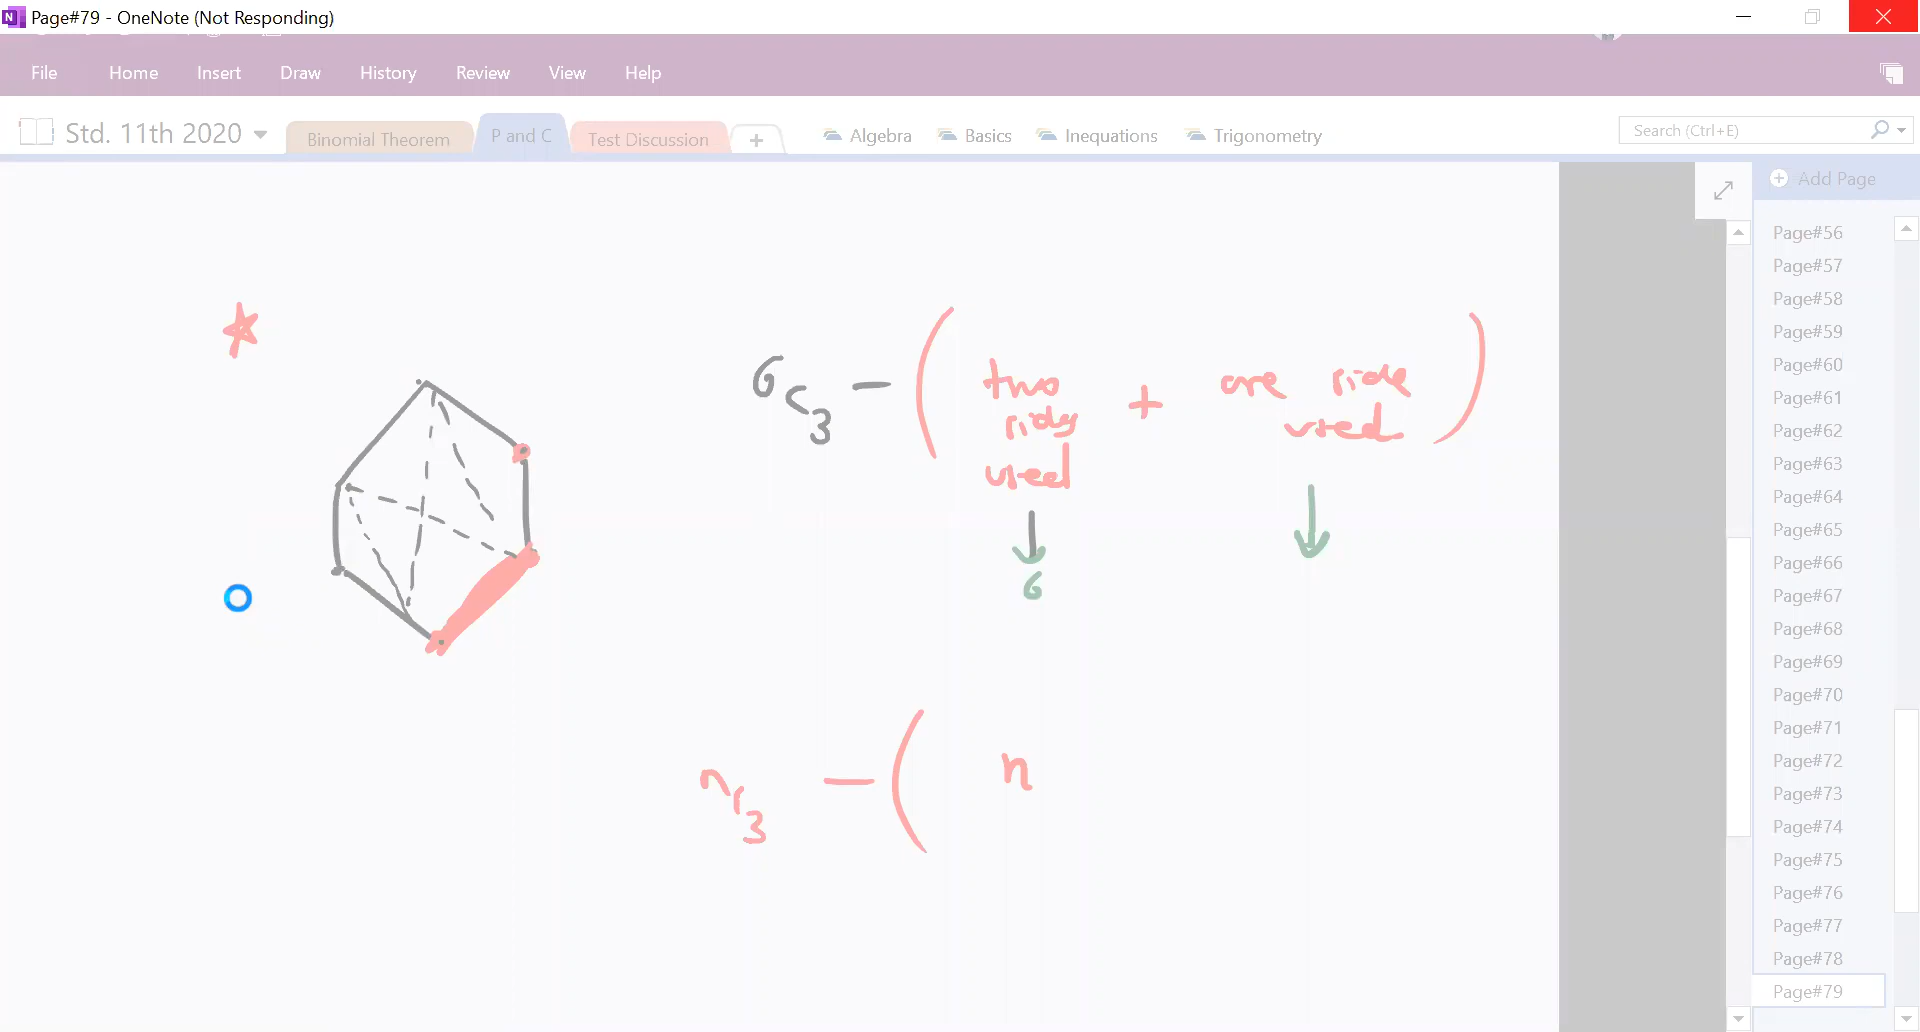 Page#79 - OneNote (Not Responding)
File Home Insert Draw History Review View Help
Std. 11th 2020 Binomial Theorem P and C Test Discussion + Algebra Basics Inequations Trigonometry Search (Ctrl+E)
Add Page
Page#56
Page#57
Page#58
Page#59
Page#60
Page#61
Page#62
Page#63
Page#64
Page#65
Page#66
Page#67
Page#68
Page#69
Page#70
Page#71
Page#72
Page#73
Page#74
Page#75
Page#76
Page#77
Page#78
Page#79
6C3 - ( two sides used + one side used )
6
nC3 - ( n